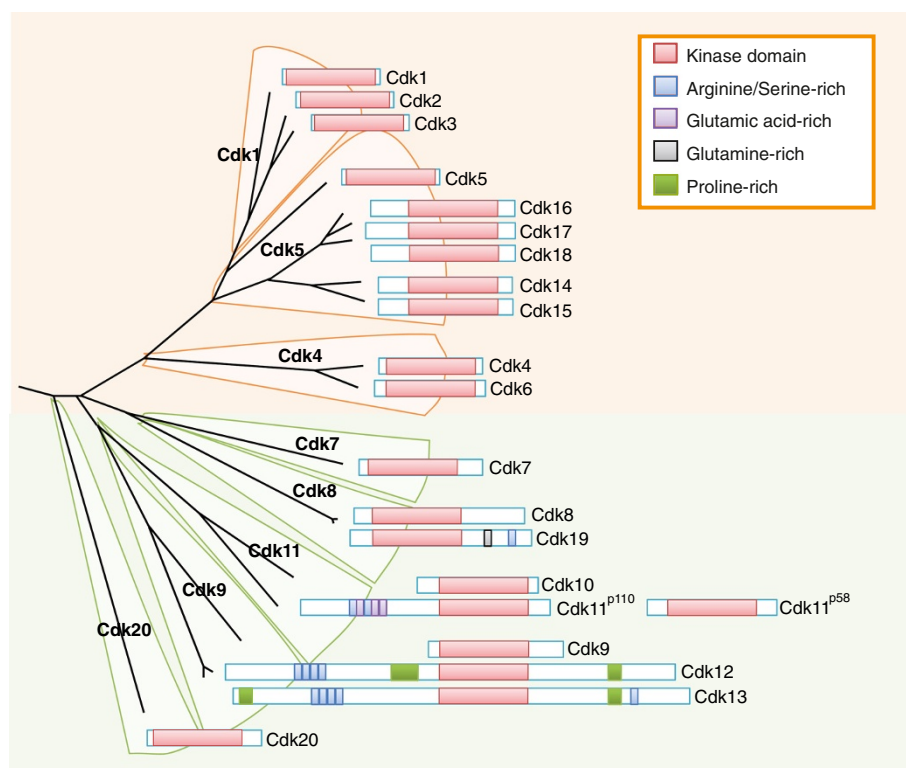 Kinase domain
Arginine/Serine-rich
Glutamic acid-rich
Glutamine-rich
Proline-rich
Cdk1
Cdk2
Cdk3
Cdk1
Cdk5
Cdk16
Cdk17
Cdk5
Cdk18
Cdk14
Cdk15
Cdk4
Cdk4
Cdk6
Cdk7
Cdk7
Cdk8
Cdk8
Cdk19
Cdk11
Cdk10
Cdk9
Cdk11p110
Cdk11p58
Cdk20
Cdk9
Cdk12
Cdk13
Cdk20